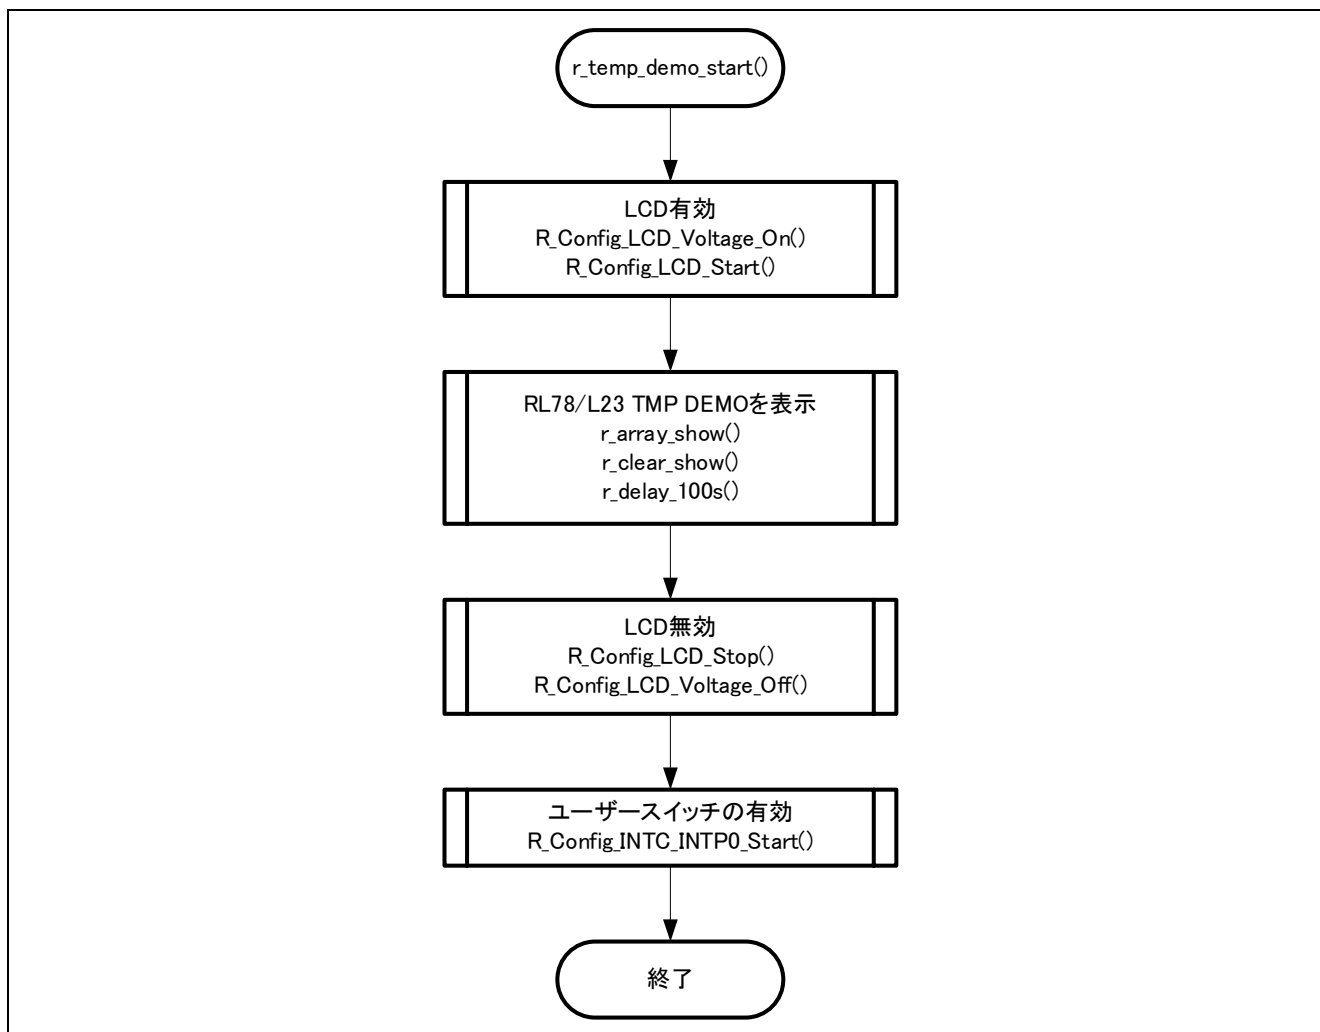 r_temp_demo_start()
LCD有効
R_Config_LCD_Voltage_On()
R_Config_LCD_Start()
RL78/L23 TMP DEMOを表示
r_array_show()
r_clear_show()
r_delay_100s()
LCD無効
R_Config_LCD_Stop()
R_Config_LCD_Voltage_Off()
ユーザースイッチの有効
R_Config_INTC_INTP0_Start()
終了